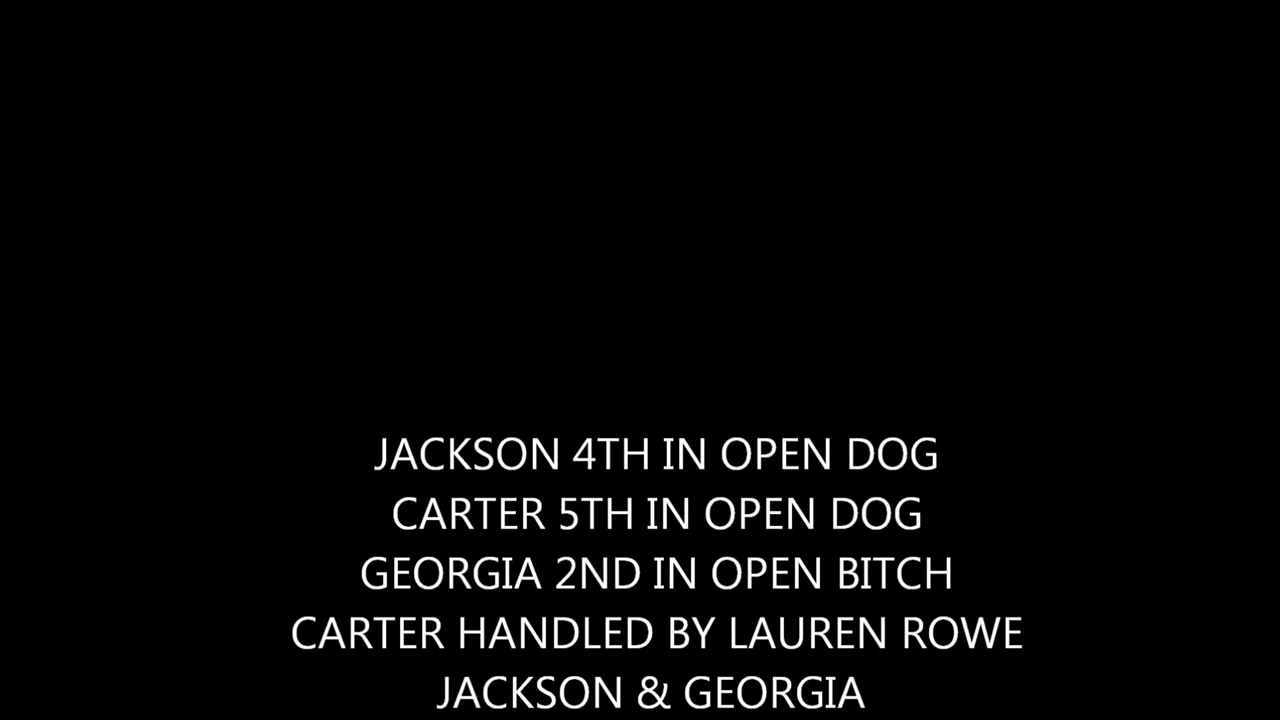 JACKSON 4TH IN OPEN DOG
CARTER 5TH IN OPEN DOG
GEORGIA 2ND IN OPEN BITCH
CARTER HANDLED BY LAUREN ROWE
JACKSON & GEORGIA